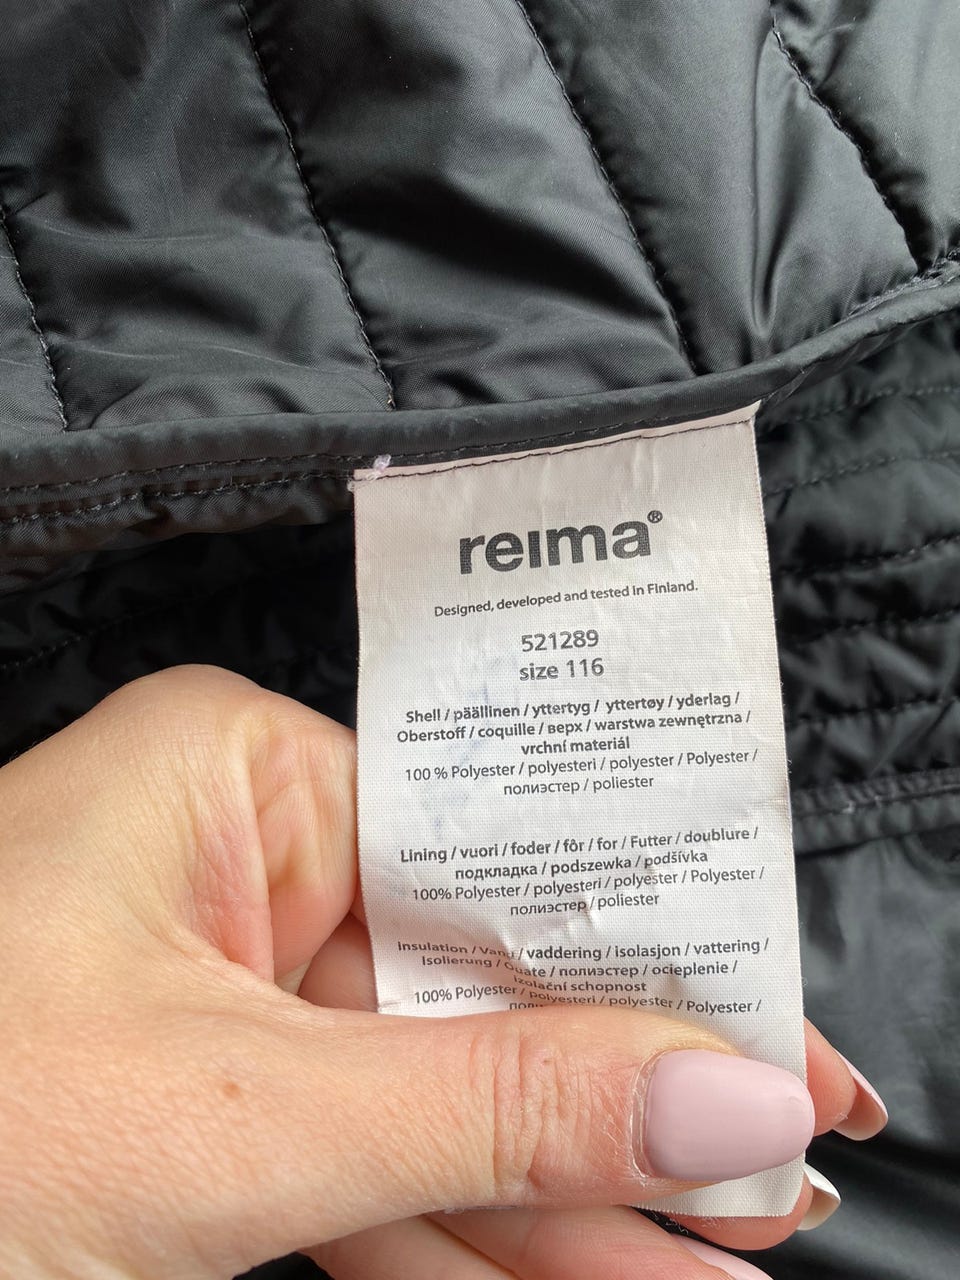 reima®
Designed, developed and tested in Finland.
521289
size 116
Shell / päällinen / yttertyg / yttertøy / yderlag /
Oberstoff / coquille / верх / warstwa zewnętrzna /
vrchní materiál
100 % Polyester / polyesteri / polyester / Polyester /
полиэстер / poliester
Lining / vuori / foder / fôr / for / Futter / doublure /
подкладка / podszewka / podšívka
100% Polyester / polyesteri / polyester / Polyester /
полиэстер / poliester
Insulation / / vaddering / isolasjon / vattering /
Isolierung / Ouate / полиэстер / ocieplenie /
izolační schopnost
100% Polyester / polyesteri / polyester / Polyester /